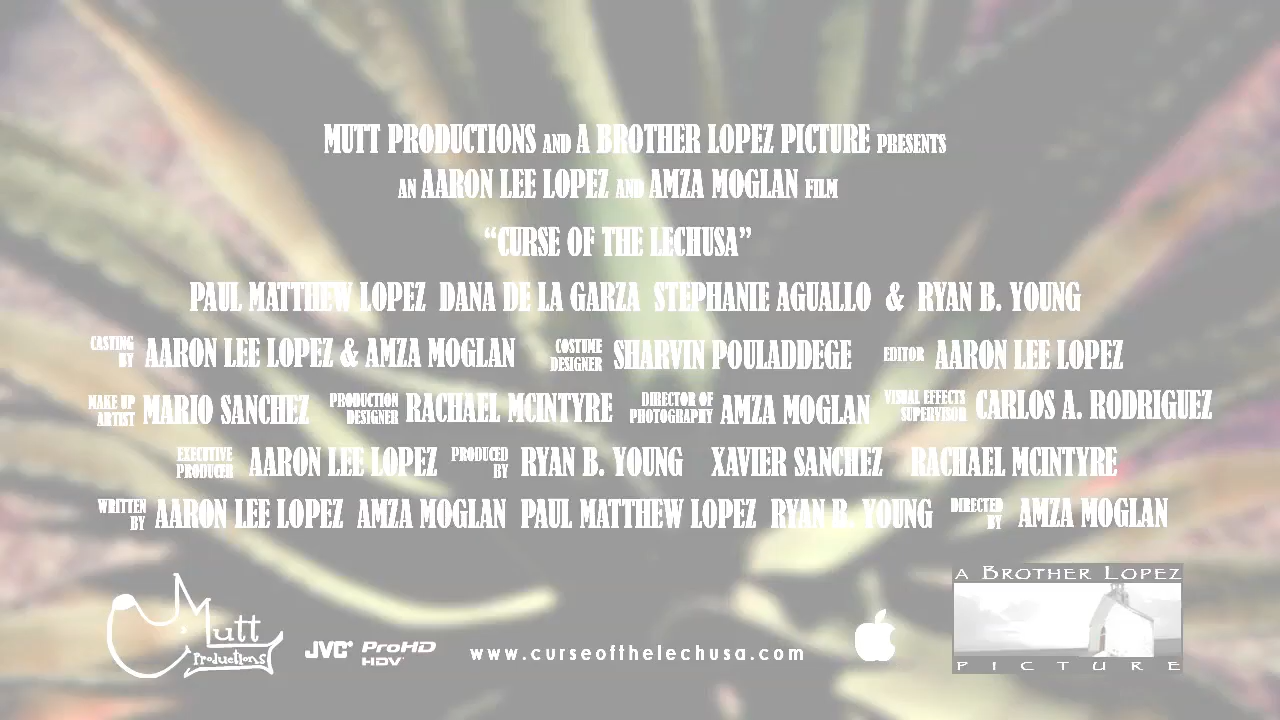 MUTT PRODUCTIONS AND A BROTHER LOPEZ PICTURE PRESENTS
AN AARON LEE LOPEZ AND AMZA MOGLAN FILM
“CURSE OF THE LECHUSA”
PAUL MATTHEW LOPEZ DANA DE LA GARZA STEPHANIE AGUALLO & RYAN B. YOUNG
CASTING BY AARON LEE LOPEZ & AMZA MOGLAN COSTUME DESIGNER SHARVIN POULADDEGE EDITOR AARON LEE LOPEZ
MAKE UP ARTIST MARIO SANCHEZ PRODUCTION DESIGNER RACHAEL MCINTYRE DIRECTOR OF PHOTOGRAPHY AMZA MOGLAN VISUAL EFFECTS SUPERVISOR CARLOS A. RODRIGUEZ
EXECUTIVE PRODUCER AARON LEE LOPEZ PRODUCED BY RYAN B. YOUNG XAVIER SANCHEZ RACHAEL MCINTYRE
WRITTEN BY AARON LEE LOPEZ AMZA MOGLAN PAUL MATTHEW LOPEZ RYAN B. YOUNG DIRECTED BY AMZA MOGLAN
Mutt
Productions
JVC ProHD
HDV
www.curseofthelechusa.com
A BROTHER LOPEZ
PICTURE